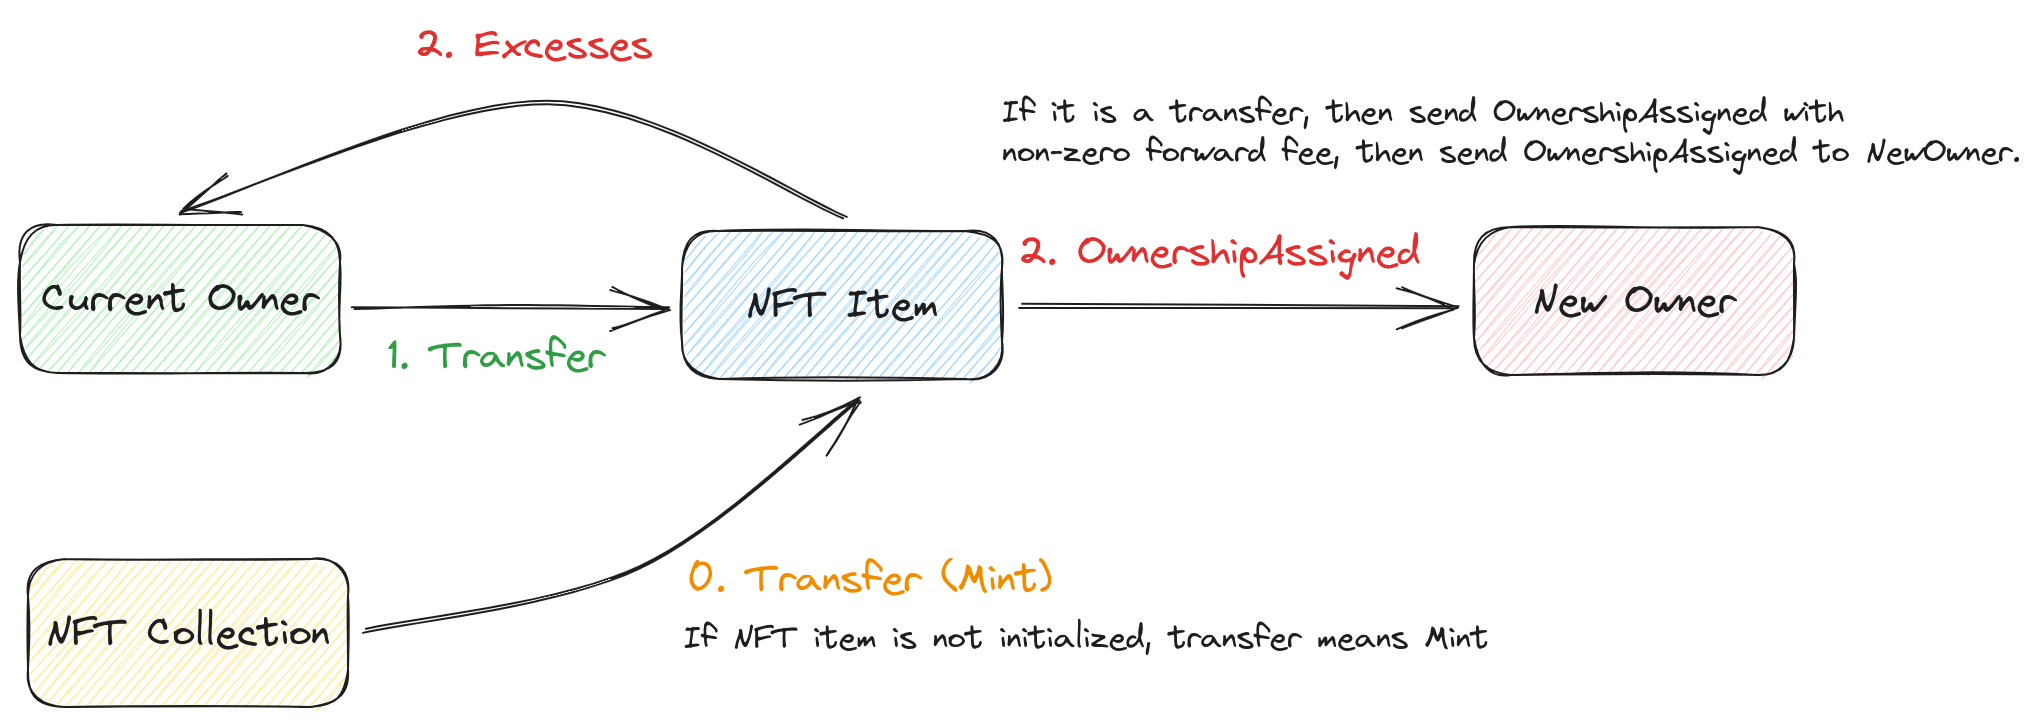 2. Excesses
If it is a transfer, then send OwnershipAssigned with
non-zero forward fee, then send OwnershipAssigned to NewOwner.
2. OwnershipAssigned
Current Owner
NFT Item
New Owner
1. Transfer
0. Transfer (Mint)
NFT Collection
If NFT item is not initialized, transfer means Mint